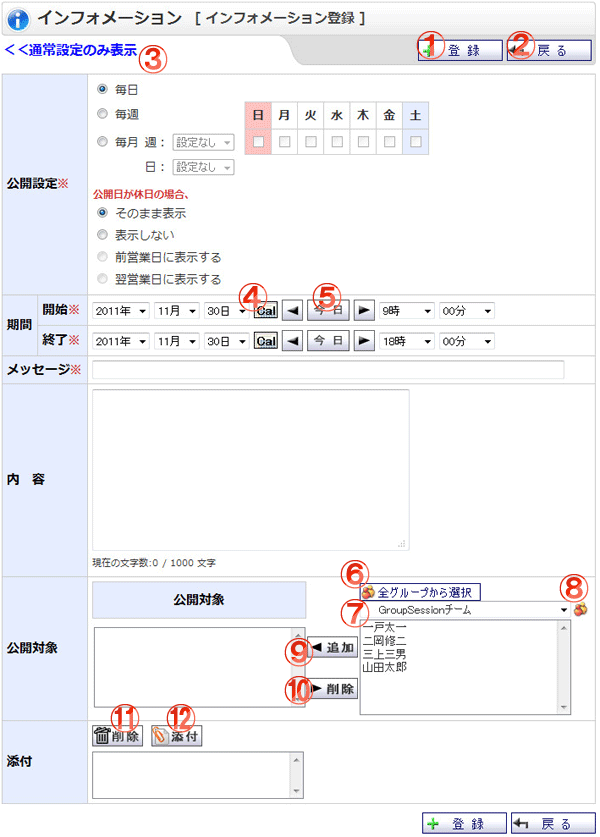 インフォメーション [ インフォメーション登録 ]
<<通常設定のみ表示 ③
① 登 録 ② 戻 る
公開設定※
毎日
毎週
毎月 週： 設定なし
日： 設定なし
日 月 火 水 木 金 土
公開日が休日の場合、
そのまま表示
表示しない
前営業日に表示する
翌営業日に表示する
④ ⑤
期間 開始※ 2011年 11月 30日 Cal 今 日 9時 00分
終了※ 2011年 11月 30日 Cal 今 日 18時 00分
メッセージ※
内 容
現在の文字数:0 / 1000 文字
公開対象
公開対象
⑥ 全グループから選択
⑦ GroupSessionチーム ⑧
⑨ 追加
⑩ 削除
一戸太一
二岡修二
三上三男
山田太郎
添付
⑪ 削除 ⑫ 添付
登 録 戻 る